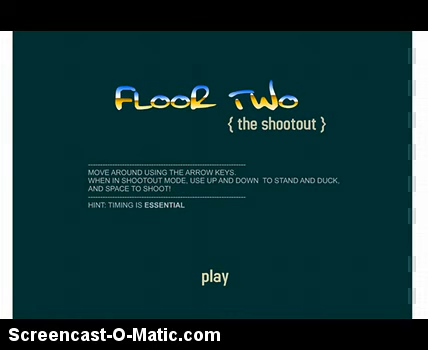 FLOOR TWO
{ the shootout }
MOVE AROUND USING THE ARROW KEYS.
WHEN IN SHOOTOUT MODE, USE UP AND DOWN TO STAND AND DUCK,
AND SPACE TO SHOOT!
HINT: TIMING IS ESSENTIAL
play
Screencast-O-Matic.com